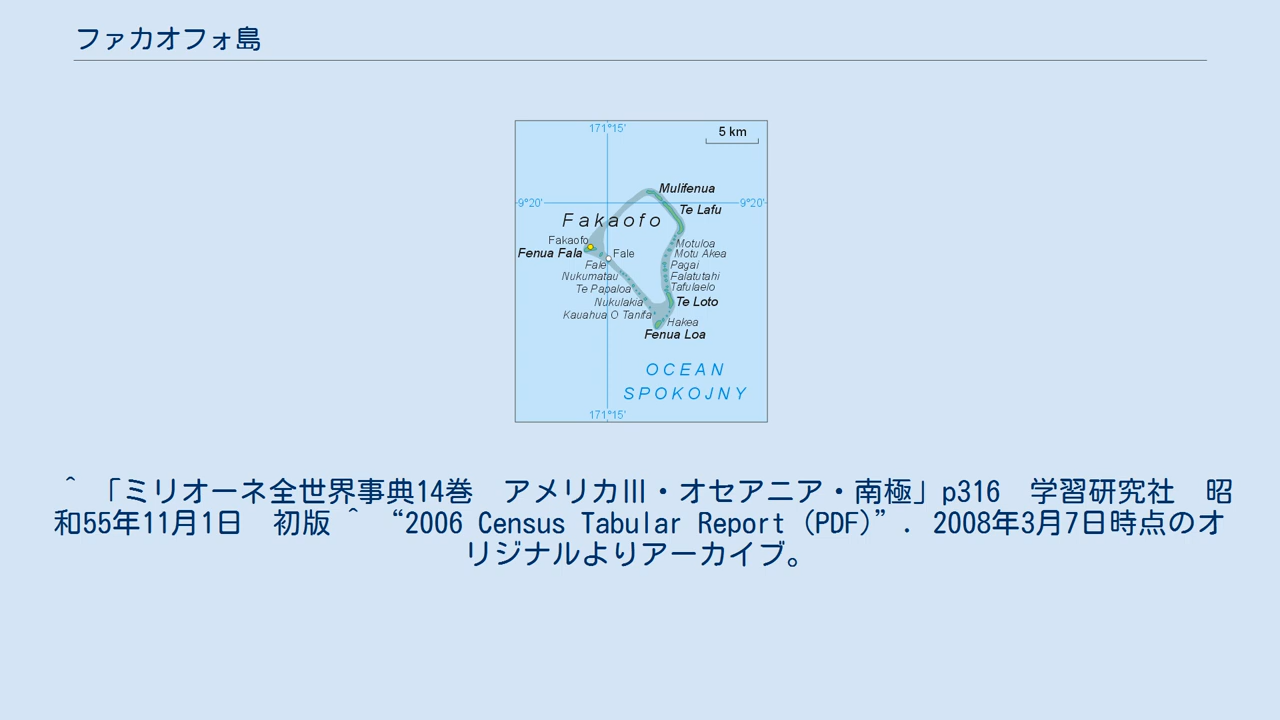 ファカオフォ島
171°15'
5 km
Mulifenua
9°20'
9°20'
Te Lafu
Fakaofo
Fakaofo
Motuloa
Fenua Fala
Fale
Motu Akea
Fale
Pagai
Nukumatau
Falatutahi
Te Papaloa
Tafulaelo
Nukulakia
Te Loto
Kauahua O Tanifa
Hakea
Fenua Loa
OCEAN
SPOKOJNY
171°15'
^ 「ミリオーネ全世界事典14巻　アメリカⅢ・オセアニア・南極」p316　学習研究社　昭
和55年11月1日　初版 ^ “2006 Census Tabular Report (PDF)”. 2008年3月7日時点のオ
リジナルよりアーカイブ。